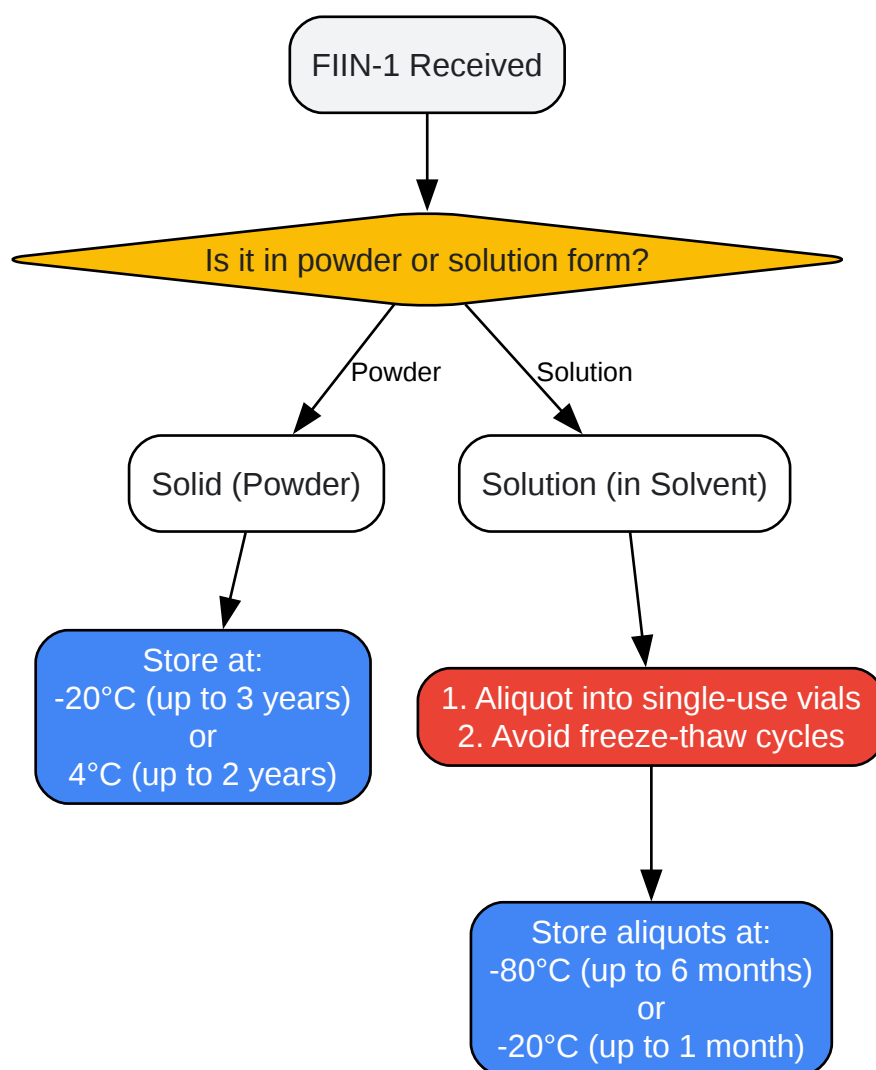 FIIN-1 Received
Is it in powder or solution form?
Powder
Solution
Solid (Powder)
Solution (in Solvent)
Store at:
-20°C (up to 3 years)
or
4°C (up to 2 years)
1. Aliquot into single-use vials
2. Avoid freeze-thaw cycles
Store aliquots at:
-80°C (up to 6 months)
or
-20°C (up to 1 month)